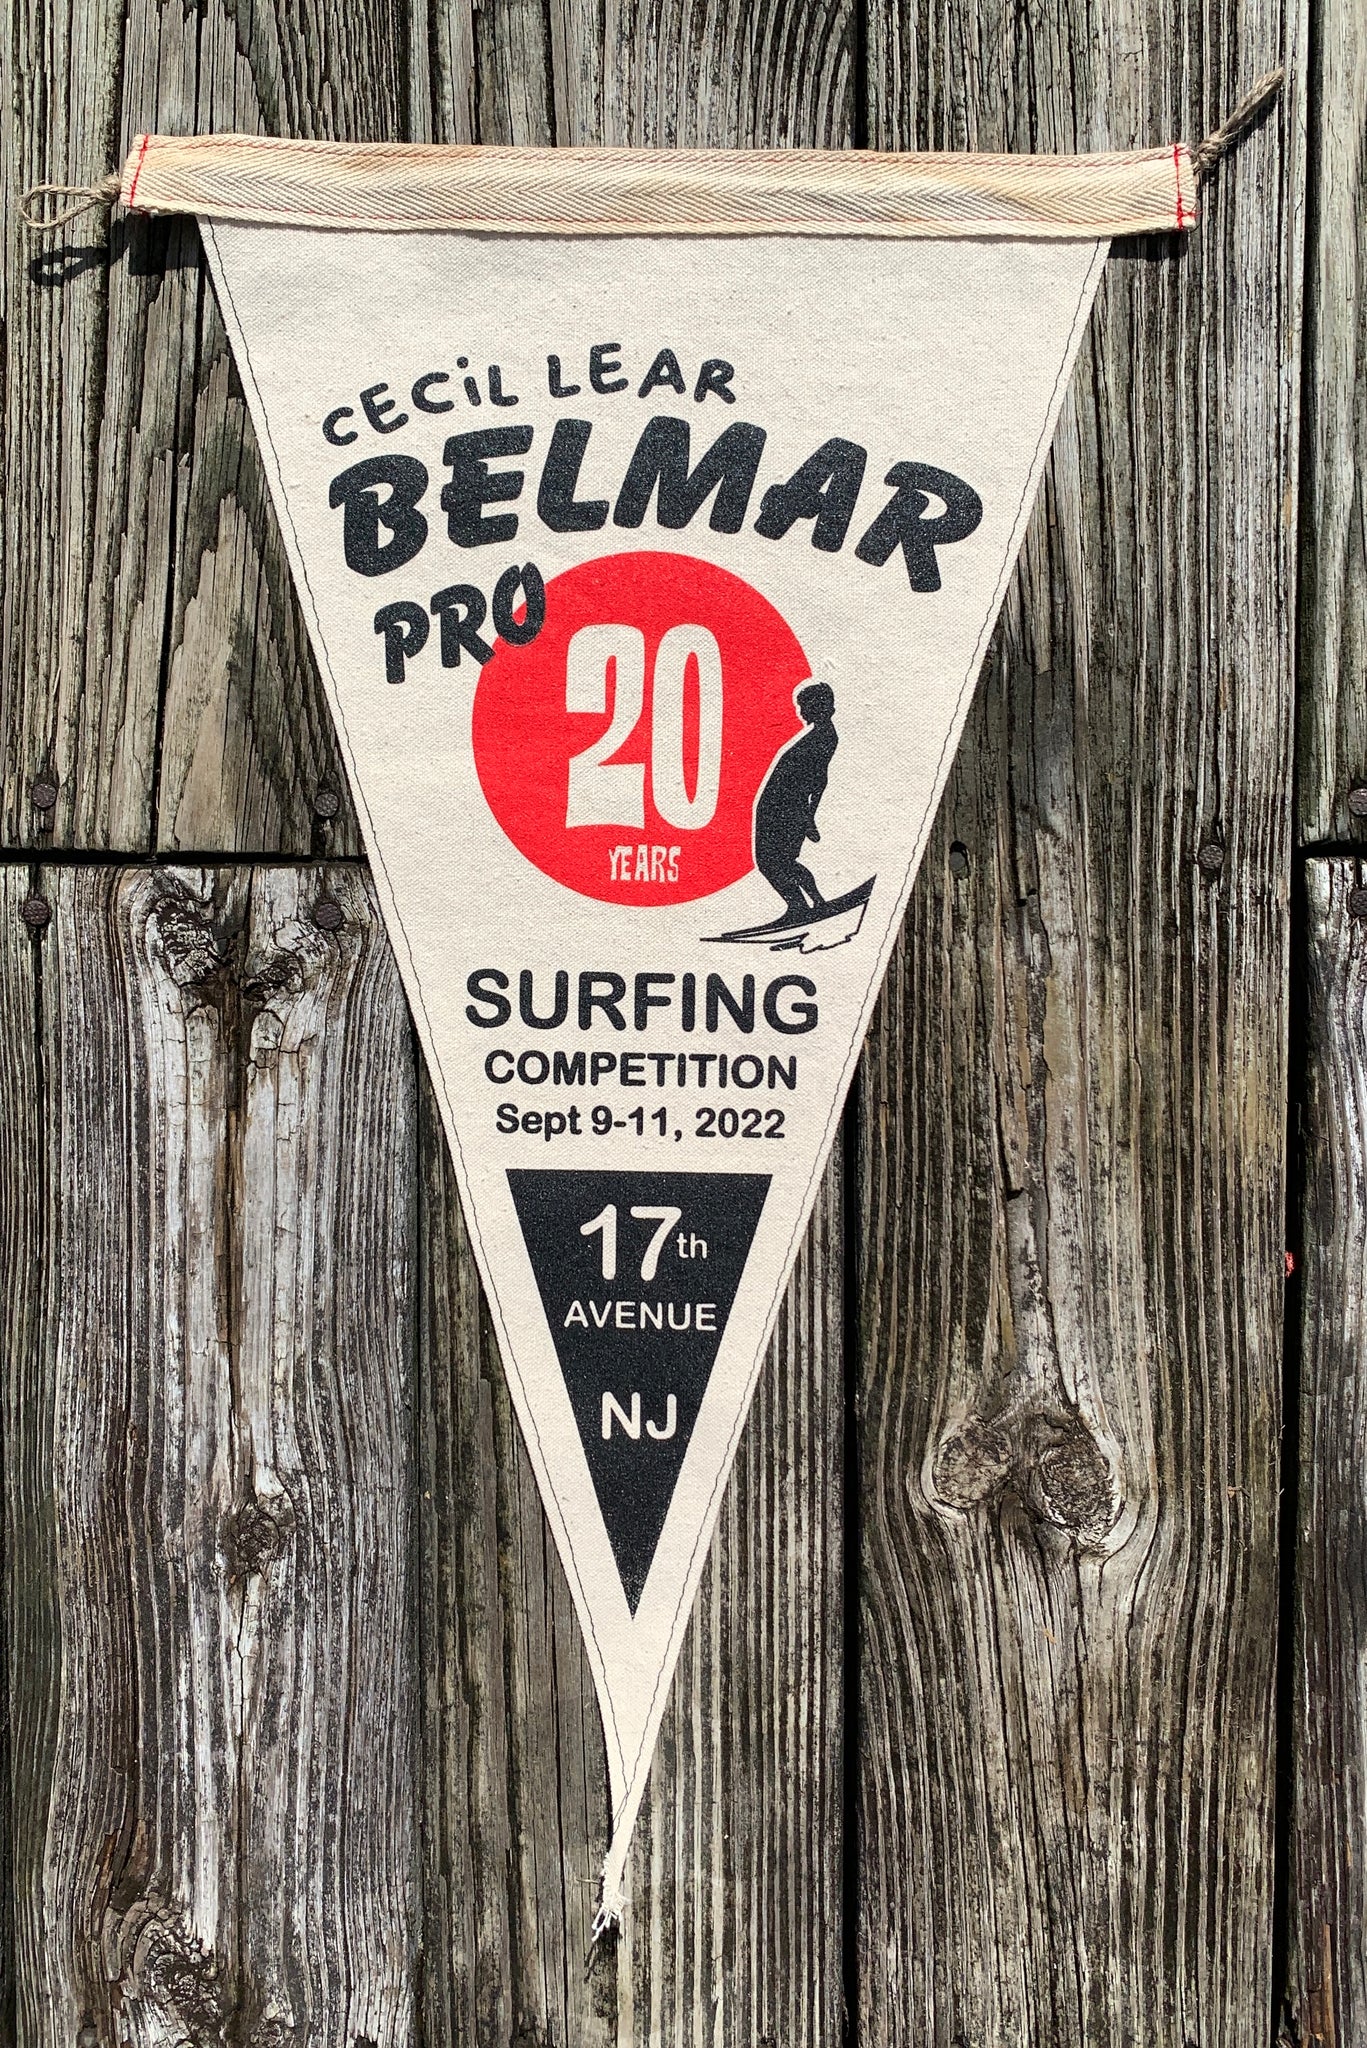 CECiL LEAR
BELMAR
PRO
20
YEARS
SURFING
COMPETITION
Sept 9-11, 2022
17th
AVENUE
NJ